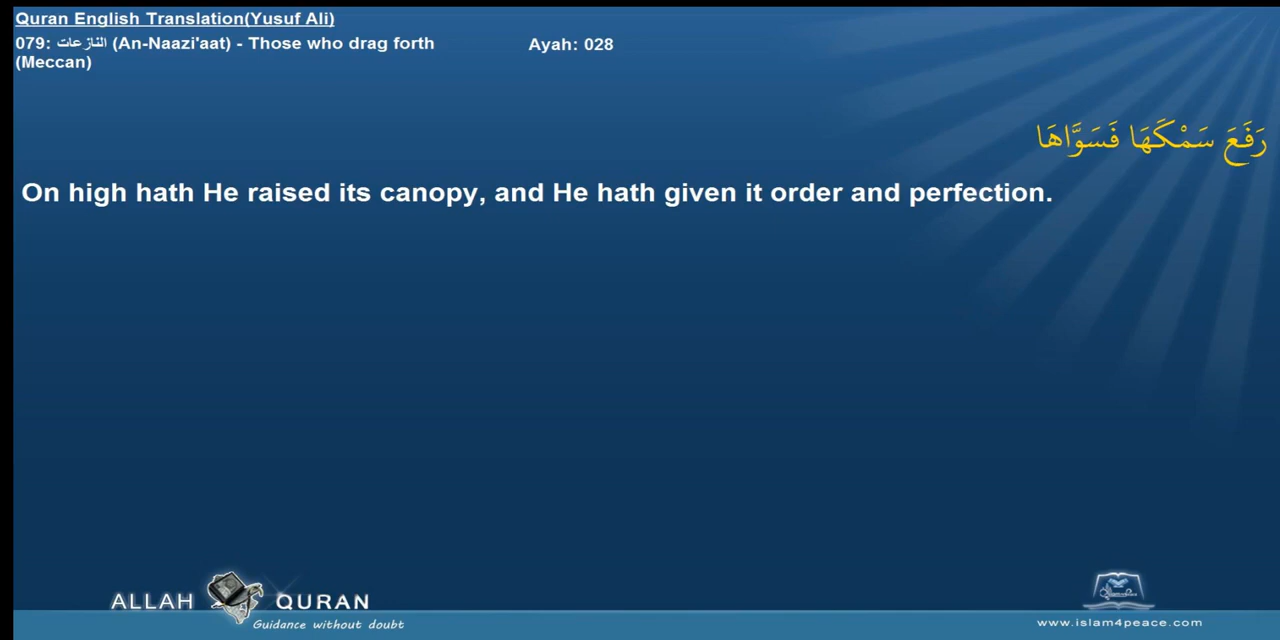 Quran English Translation(Yusuf Ali)
079: النازعات (An-Naazi'aat) - Those who drag forth
(Meccan)
Ayah: 028
رَفَعَ سَمْكَهَا فَسَوَّاهَا
On high hath He raised its canopy, and He hath given it order and perfection.
ALLAH QURAN
Guidance without doubt
www.islam4peace.com